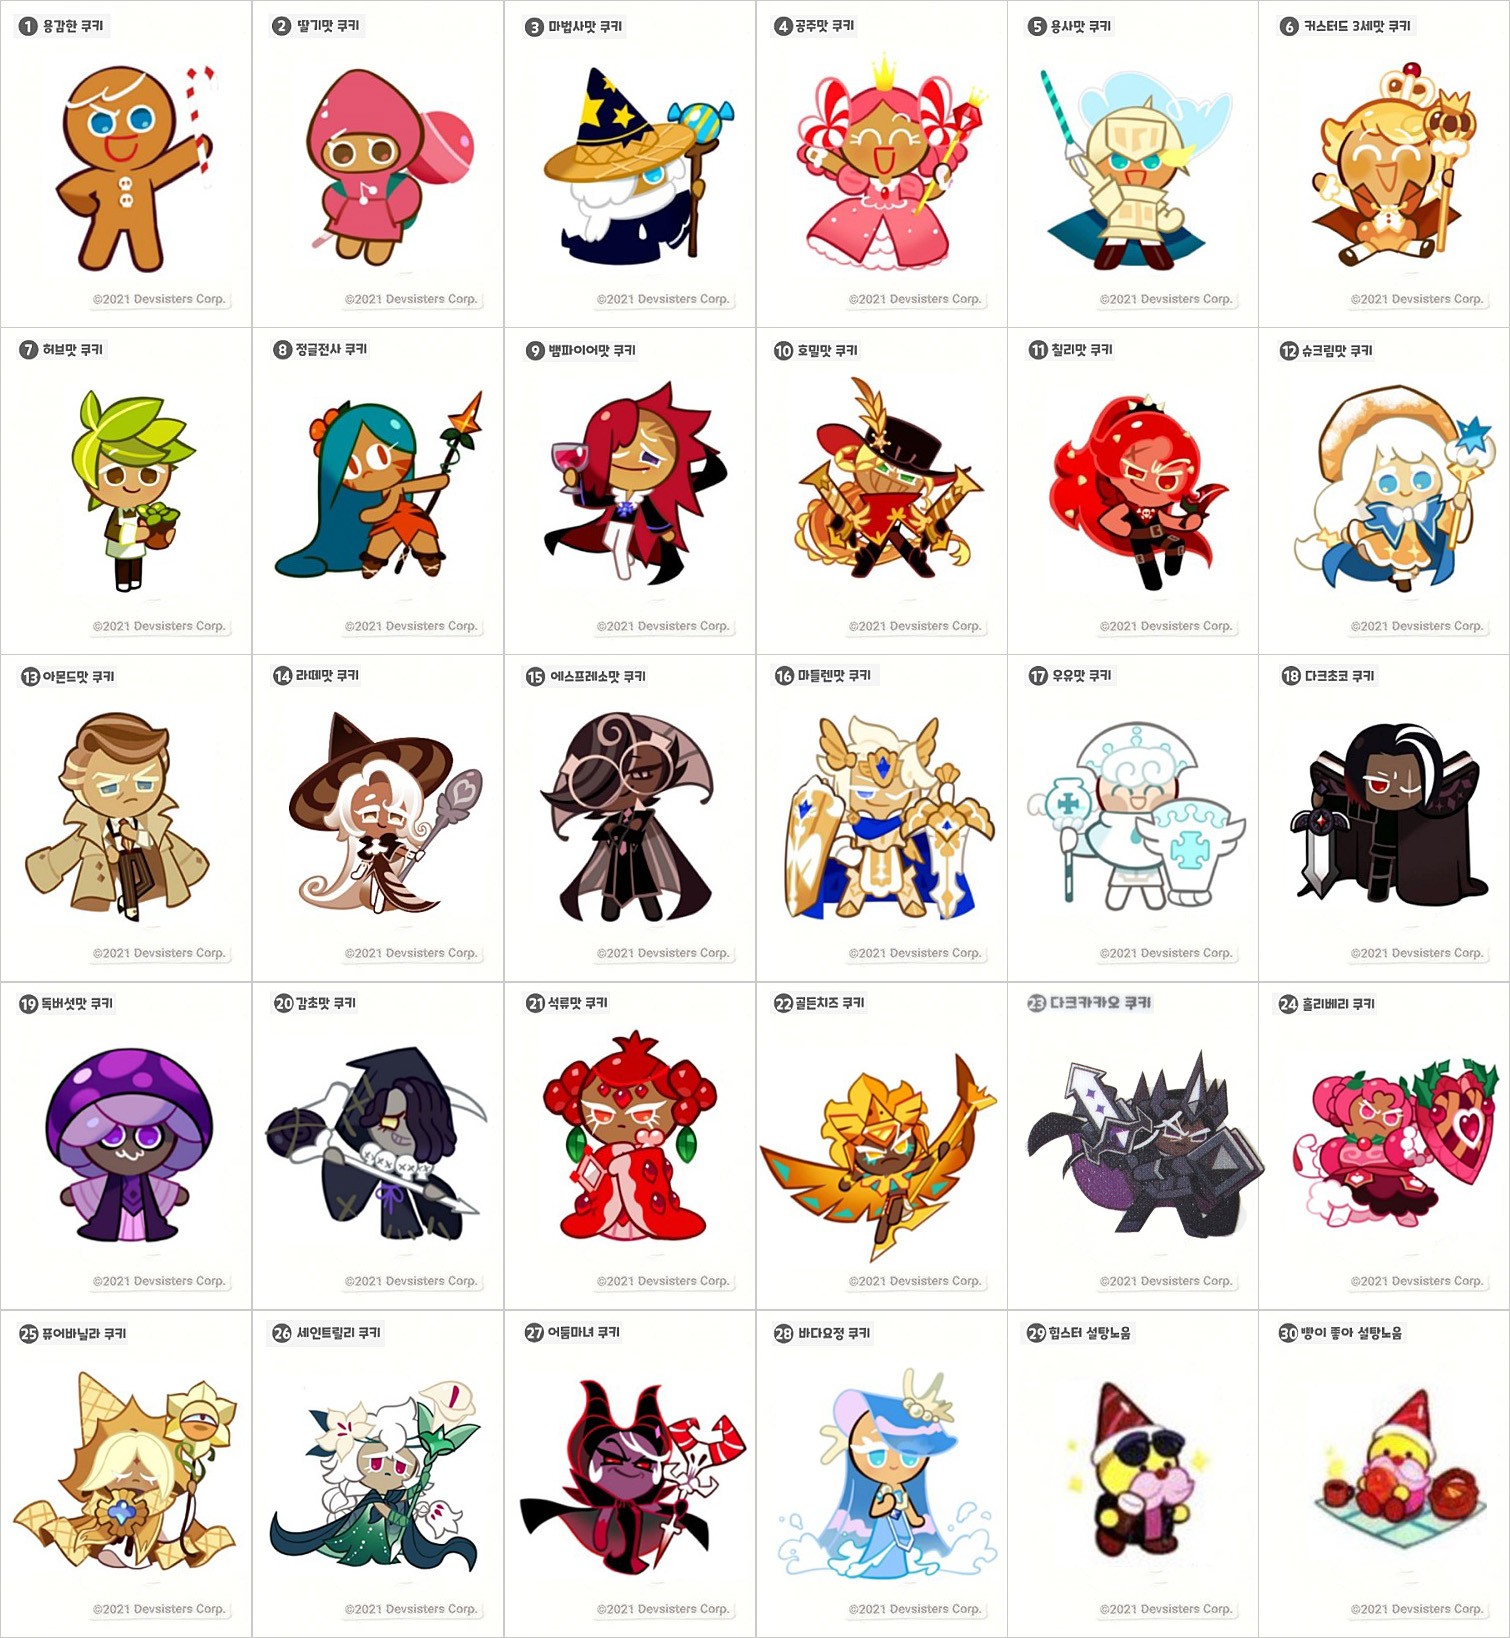 1 용감한 쿠키
2 딸기맛 쿠키
3 마법사맛 쿠키
4 공주맛 쿠키
5 용사맛 쿠키
6 커스터드 3세맛 쿠키
©2021 Devsisters Corp.
©2021 Devsisters Corp.
©2021 Devsisters Corp.
©2021 Devsisters Corp.
©2021 Devsisters Corp.
©2021 Devsisters Corp.
7 허브맛 쿠키
8 정글전사 쿠키
9 뱀파이어맛 쿠키
10 호밀맛 쿠키
11 칠리맛 쿠키
12 슈크림맛 쿠키
©2021 Devsisters Corp.
©2021 Devsisters Corp.
©2021 Devsisters Corp.
©2021 Devsisters Corp.
©2021 Devsisters Corp.
©2021 Devsisters Corp.
13 아몬드맛 쿠키
14 라떼맛 쿠키
15 에스프레소맛 쿠키
16 마들렌맛 쿠키
17 우유맛 쿠키
18 다크초코 쿠키
©2021 Devsisters Corp.
©2021 Devsisters Corp.
©2021 Devsisters Corp.
©2021 Devsisters Corp.
©2021 Devsisters Corp.
©2021 Devsisters Corp.
19 독버섯맛 쿠키
20 감초맛 쿠키
21 석류맛 쿠키
22 골든치즈 쿠키
23 다크카카오 쿠키
24 홀리베리 쿠키
©2021 Devsisters Corp.
©2021 Devsisters Corp.
©2021 Devsisters Corp.
©2021 Devsisters Corp.
©2021 Devsisters Corp.
©2021 Devsisters Corp.
25 퓨어바닐라 쿠키
26 세인트릴리 쿠키
27 어둠마녀 쿠키
28 바다요정 쿠키
29 힙스터 설탕노움
30 빵이 좋아 설탕노움
©2021 Devsisters Corp.
©2021 Devsisters Corp.
©2021 Devsisters Corp.
©2021 Devsisters Corp.
©2021 Devsisters Corp.
©2021 Devsisters Corp.